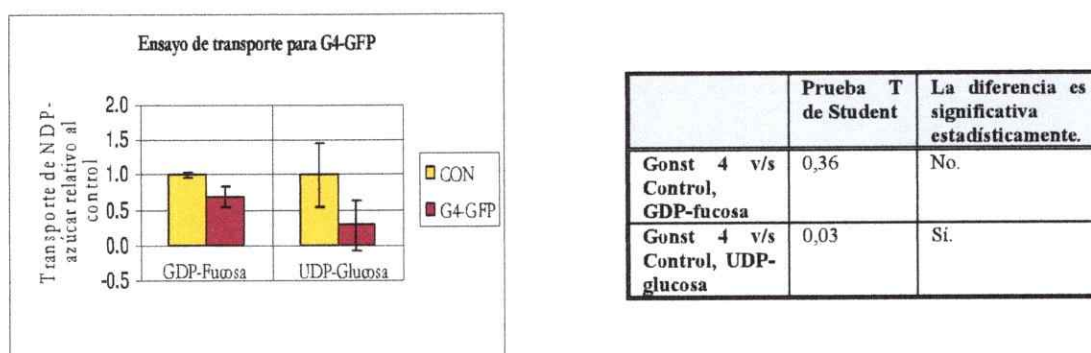 Ensayo de transporte para G4-GFP
Transporte de NDP-
azúcar relativo al
control
2.0
1.5
1.0
0.5
0.0
-0.5
GDP-Fucosa
UDP-Glucosa
CON
G4-GFP
Prueba T de Student
La diferencia es significativa estadísticamente.
Gonst 4 v/s Control, GDP-fucosa
0,36
No.
Gonst 4 v/s Control, UDP-glucosa
0,03
Sí.